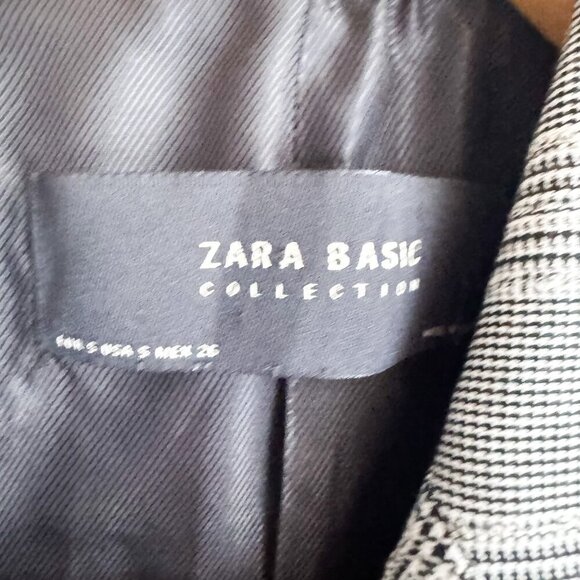 ZARA BASIC
COLLECTION
EUR S USA S MEX 26